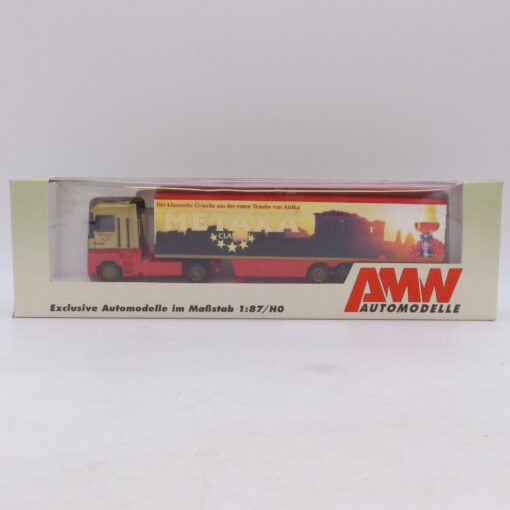 Der klassische Grieche aus der roten Traube von Attika
METAXA
CLASSIC
Exclusive Automodelle im Maßstab 1:87/HO
AMW
AUTOMODELLE